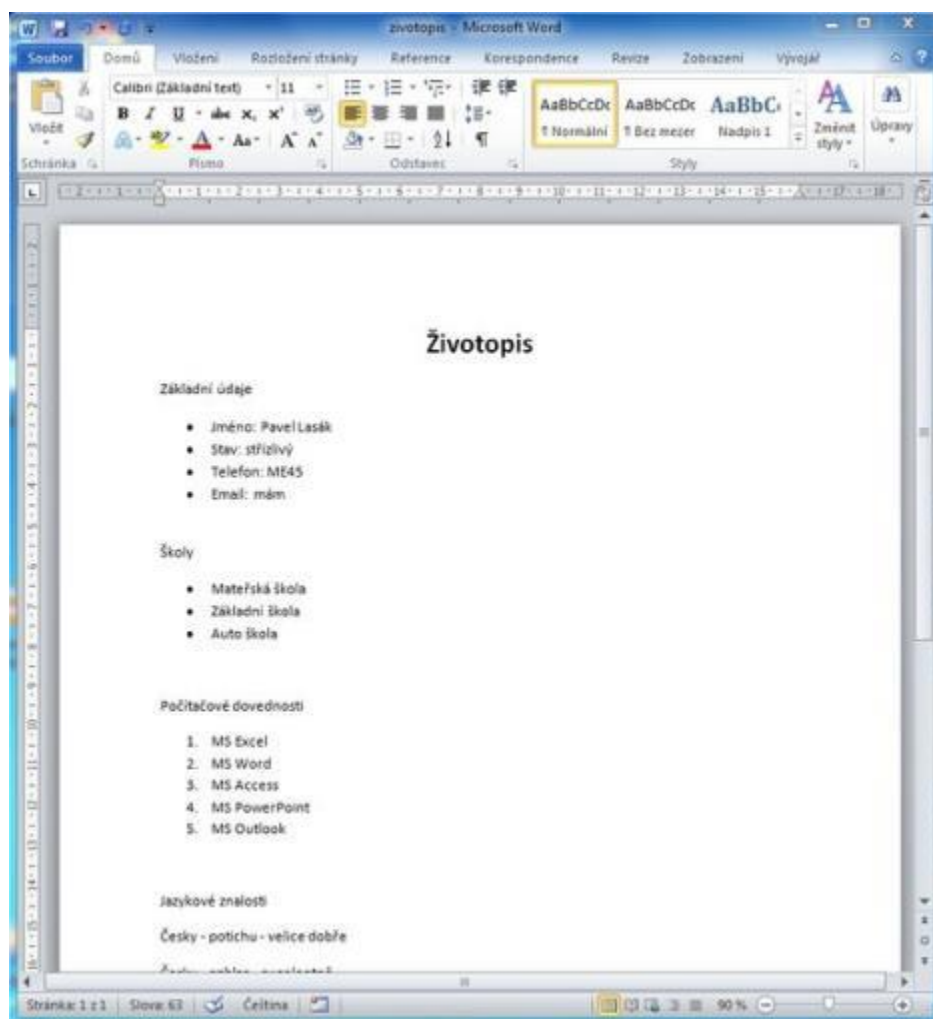 zivotopis - Microsoft Word
Soubor Domů Vložení Rozložení stránky Reference Korespondence Revize Zobrazení Vývojář
Calibri (Základní text) 11
AaBbCcDc AaBbCcDc AaBbC
Vložit
¶ Normální ¶ Bez mezer Nadpis 1 Změnit styly Úpravy
Schránka Písmo Odstavec Styly
Životopis
Základní údaje
• Jméno: Pavel Lasák
• Stav: střízlivý
• Telefon: ME45
• Email: mám
Školy
• Mateřská škola
• Základní škola
• Auto škola
Počítačové dovednosti
1. MS Excel
2. MS Word
3. MS Access
4. MS PowerPoint
5. MS Outlook
Jazykové znalosti
Česky - potichu - velice dobře
Stránka: 1 z 1 Slova: 63 Čeština 90 %